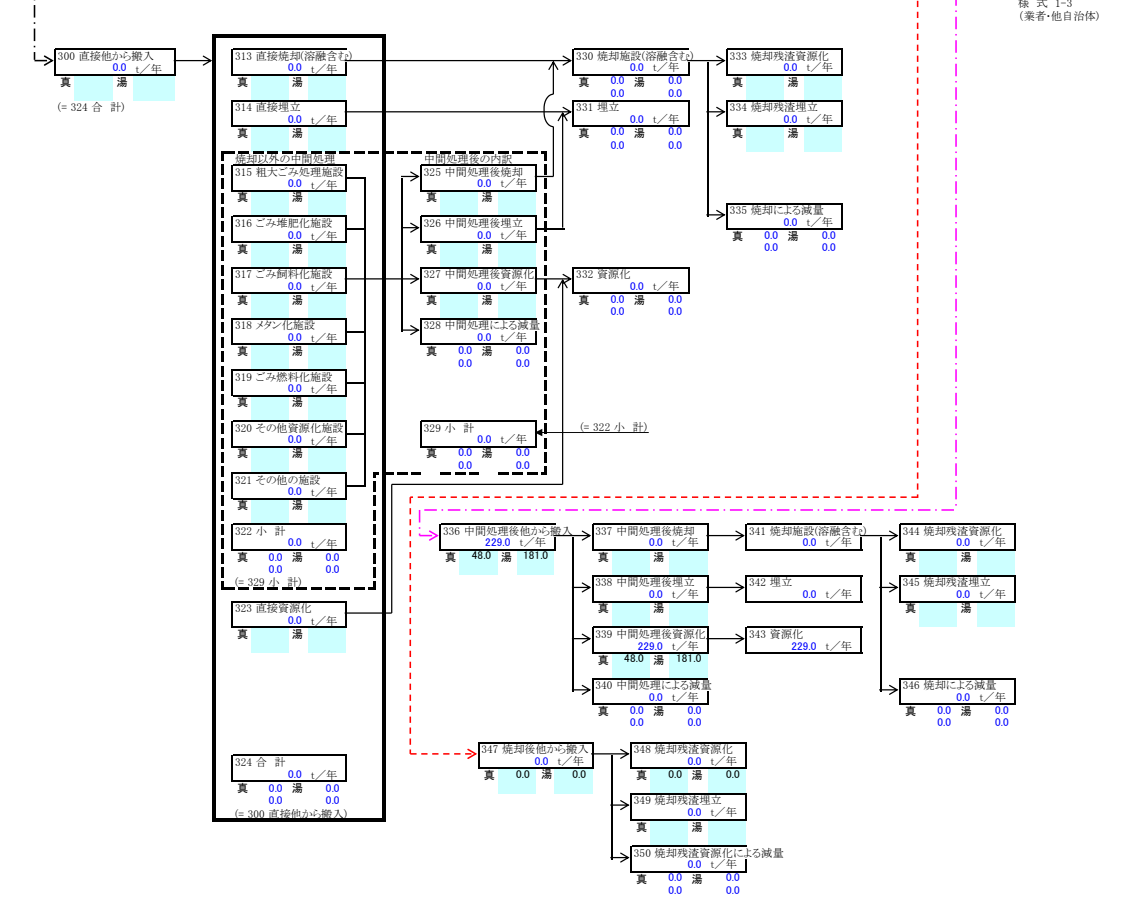 様 式 1-3
(業者・他自治体)
300 直接他から搬入
0.0 t/年
真 湯
(= 324 合 計)
313 直接焼却(溶融含む)
0.0 t/年
真 湯
314 直接埋立
0.0 t/年
真 湯
焼却以外の中間処理
315 粗大ごみ処理施設
0.0 t/年
真 湯
316 ごみ堆肥化施設
0.0 t/年
真 湯
317 ごみ飼料化施設
0.0 t/年
真 湯
318 メタン化施設
0.0 t/年
真 湯
319 ごみ燃料化施設
0.0 t/年
真 湯
320 その他資源化施設
0.0 t/年
真 湯
321 その他の施設
0.0 t/年
真 湯
322 小 計
0.0 t/年
真 0.0 湯 0.0
0.0 0.0
(= 329 小 計)
323 直接資源化
0.0 t/年
真 湯
324 合 計
0.0 t/年
真 0.0 湯 0.0
0.0 0.0
(= 300 直接他から搬入)
中間処理後の内訳
325 中間処理後焼却
0.0 t/年
真 湯
326 中間処理後埋立
0.0 t/年
真 湯
327 中間処理後資源化
0.0 t/年
真 湯
328 中間処理による減量
0.0 t/年
真 0.0 湯 0.0
0.0 0.0
329 小 計
0.0 t/年
真 0.0 湯 0.0
0.0 0.0
(= 322 小 計)
330 焼却施設(溶融含む)
0.0 t/年
真 0.0 湯 0.0
0.0 0.0
331 埋立
0.0 t/年
真 0.0 湯 0.0
0.0 0.0
332 資源化
0.0 t/年
真 0.0 湯 0.0
0.0 0.0
333 焼却残渣資源化
0.0 t/年
真 湯
334 焼却残渣埋立
0.0 t/年
真 湯
335 焼却による減量
0.0 t/年
真 0.0 湯 0.0
0.0 0.0
336 中間処理後他から搬入
229.0 t/年
真 48.0 湯 181.0
337 中間処理後焼却
0.0 t/年
真 湯
338 中間処理後埋立
0.0 t/年
真 湯
339 中間処理後資源化
229.0 t/年
真 48.0 湯 181.0
340 中間処理による減量
0.0 t/年
真 0.0 湯 0.0
0.0 0.0
341 焼却施設(溶融含む)
0.0 t/年
342 埋立
0.0 t/年
343 資源化
229.0 t/年
344 焼却残渣資源化
0.0 t/年
真 湯
345 焼却残渣埋立
0.0 t/年
真 湯
346 焼却による減量
0.0 t/年
真 0.0 湯 0.0
0.0 0.0
347 焼却後他から搬入
0.0 t/年
真 0.0 湯 0.0
348 焼却残渣資源化
0.0 t/年
真 0.0 湯 0.0
349 焼却残渣埋立
0.0 t/年
真 湯
350 焼却残渣資源化による減量
0.0 t/年
真 0.0 湯 0.0
0.0 0.0